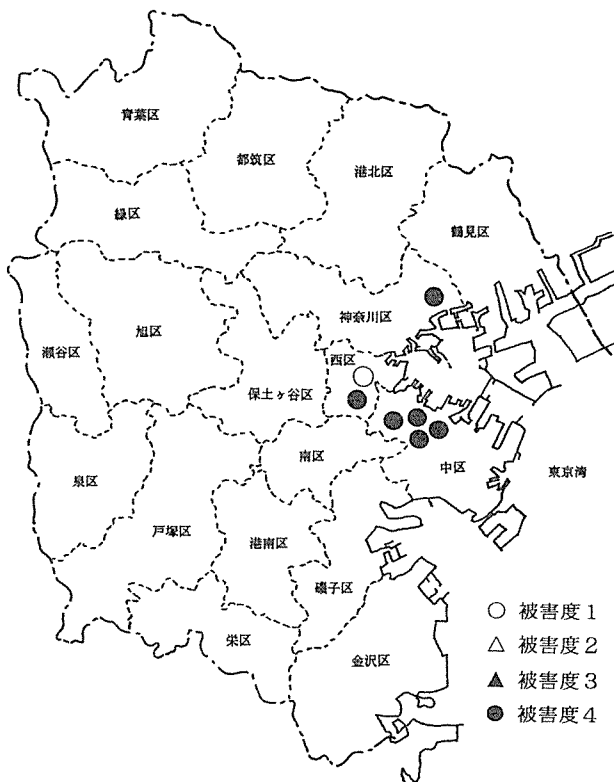 青葉区
都筑区
港北区
緑区
鶴見区
神奈川区
旭区
瀬谷区
西区
保土ヶ谷区
南区
中区
東京湾
泉区
戸塚区
港南区
磯子区
栄区
金沢区
○ 被害度1
△ 被害度2
▲ 被害度3
● 被害度4